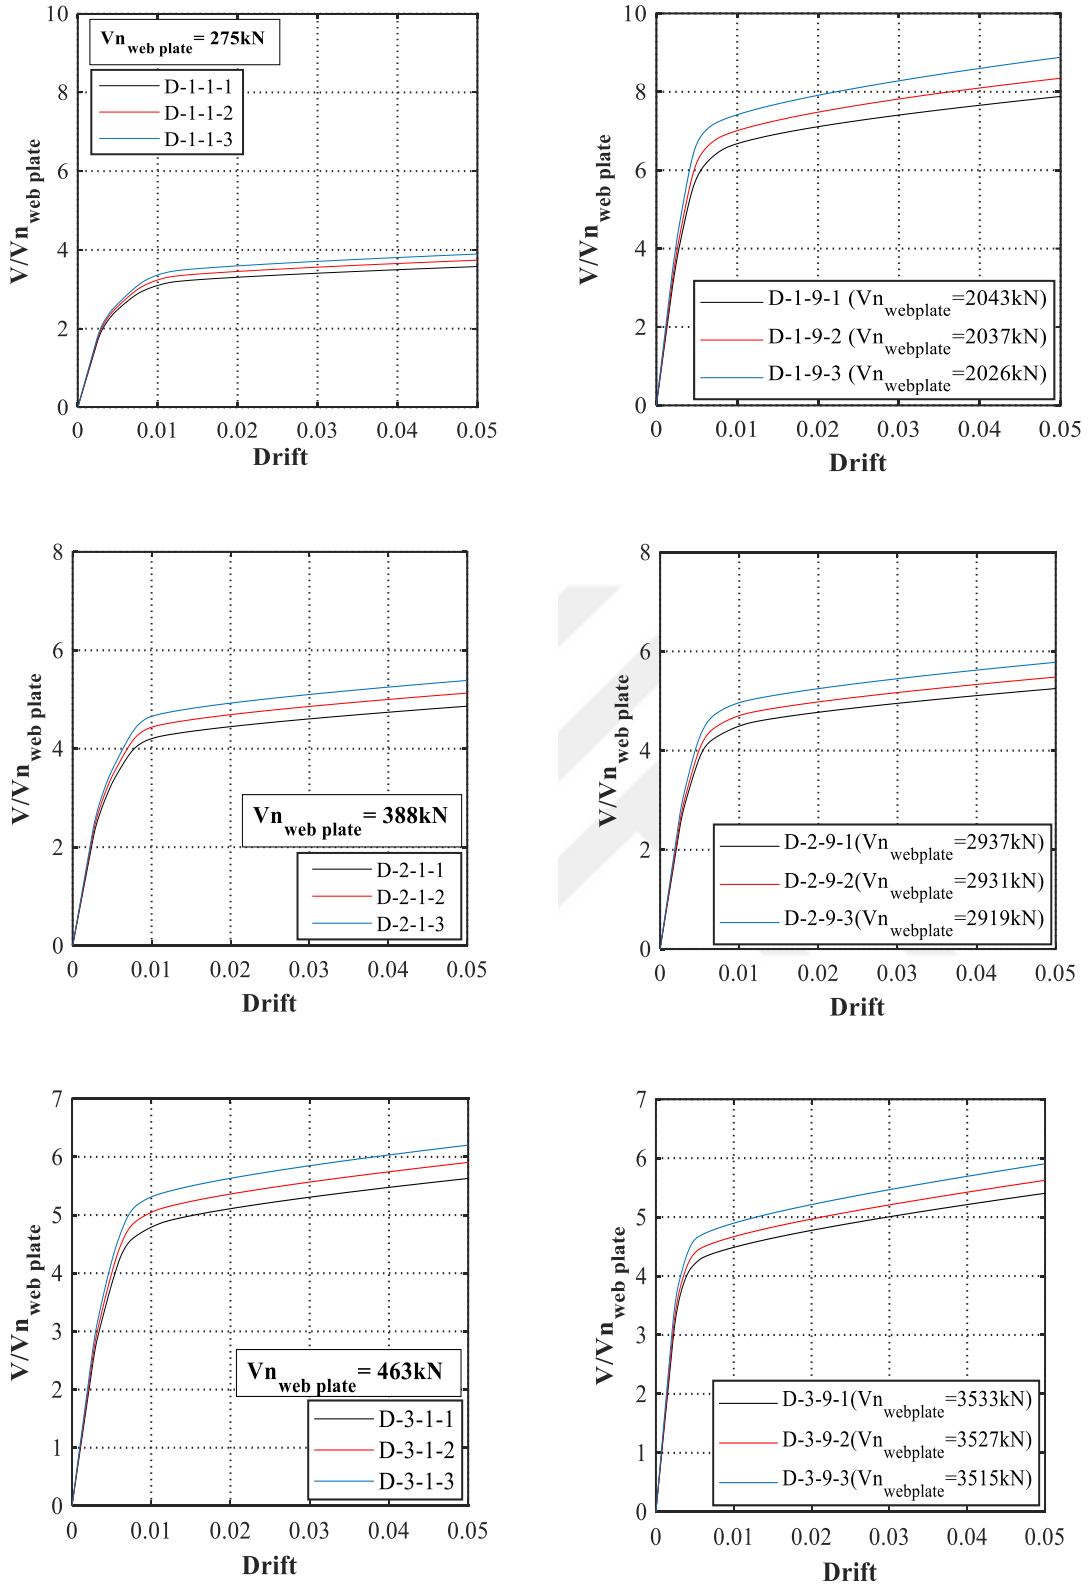 10
8
6
4
2
0
V/Vn web plate
Vn web plate = 275kN
D-1-1-1
D-1-1-2
D-1-1-3
0 0.01 0.02 0.03 0.04 0.05
Drift
10
8
6
4
2
0
V/Vn web plate
D-1-9-1 (Vn webplate=2043kN)
D-1-9-2 (Vn webplate=2037kN)
D-1-9-3 (Vn webplate=2026kN)
0 0.01 0.02 0.03 0.04 0.05
Drift
8
6
4
2
0
V/Vn web plate
Vn web plate = 388kN
D-2-1-1
D-2-1-2
D-2-1-3
0 0.01 0.02 0.03 0.04 0.05
Drift
8
6
4
2
0
V/Vn web plate
D-2-9-1(Vn webplate=2937kN)
D-2-9-2(Vn webplate=2931kN)
D-2-9-3(Vn webplate=2919kN)
0 0.01 0.02 0.03 0.04 0.05
Drift
7
6
5
4
3
2
1
0
V/Vn web plate
Vn web plate = 463kN
D-3-1-1
D-3-1-2
D-3-1-3
0 0.01 0.02 0.03 0.04 0.05
Drift
7
6
5
4
3
2
1
0
V/Vn web plate
D-3-9-1(Vn webplate=3533kN)
D-3-9-2(Vn webplate=3527kN)
D-3-9-3(Vn webplate=3515kN)
0 0.01 0.02 0.03 0.04 0.05
Drift